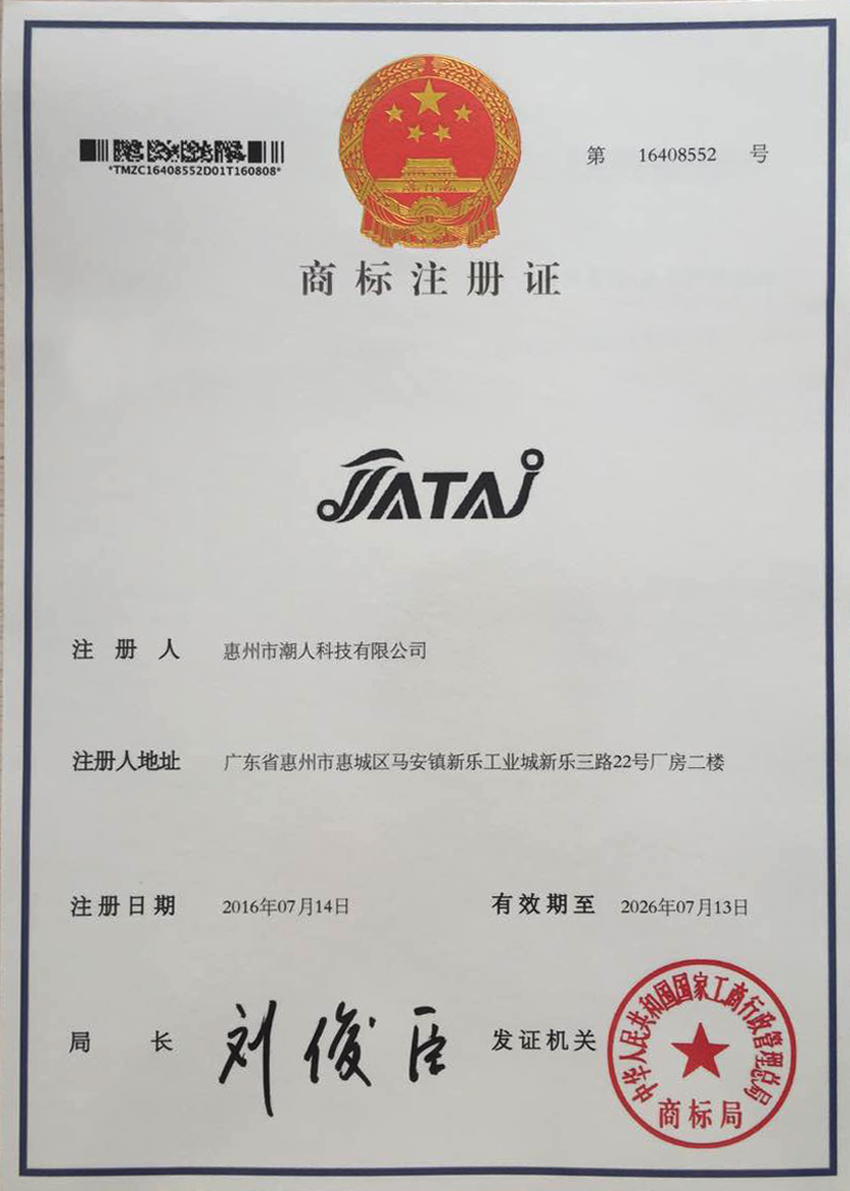 *TMZC16408552D01T160808*
第 16408552 号
商标注册证
JATAJ
注册人 惠州市潮人科技有限公司
注册人地址 广东省惠州市惠城区马安镇新乐工业城新乐三路22号厂房二楼
注册日期 2016年07月14日 有效期至 2026年07月13日
局长 刘俊臣 发证机关
中华人民共和国国家工商行政管理总局
商标局